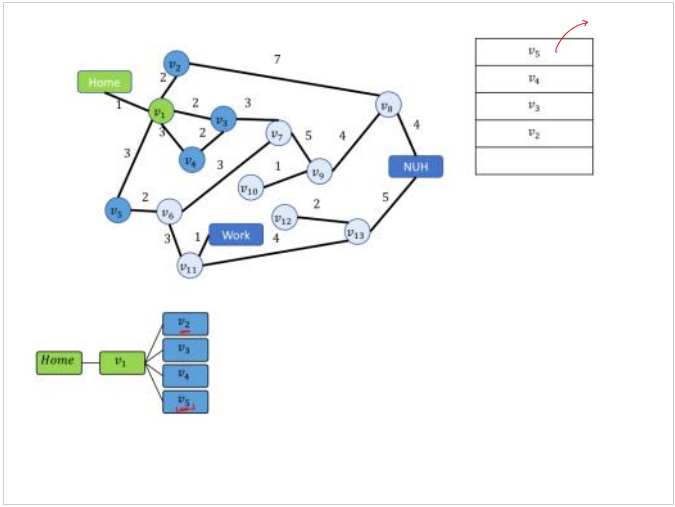 7
v₅
v₂
Home
2
v₄
1
2
3
v₈
v₁
v₃
4
v₃
3
2
v₇
5
4
v₂
3
v₄
3
1
v₉
NUH
v₁₀
5
2
2
v₅
v₆
v₁₂
3
1
Work
v₁₃
4
v₁₁
v₂
v₃
Home
v₁
v₄
v₅